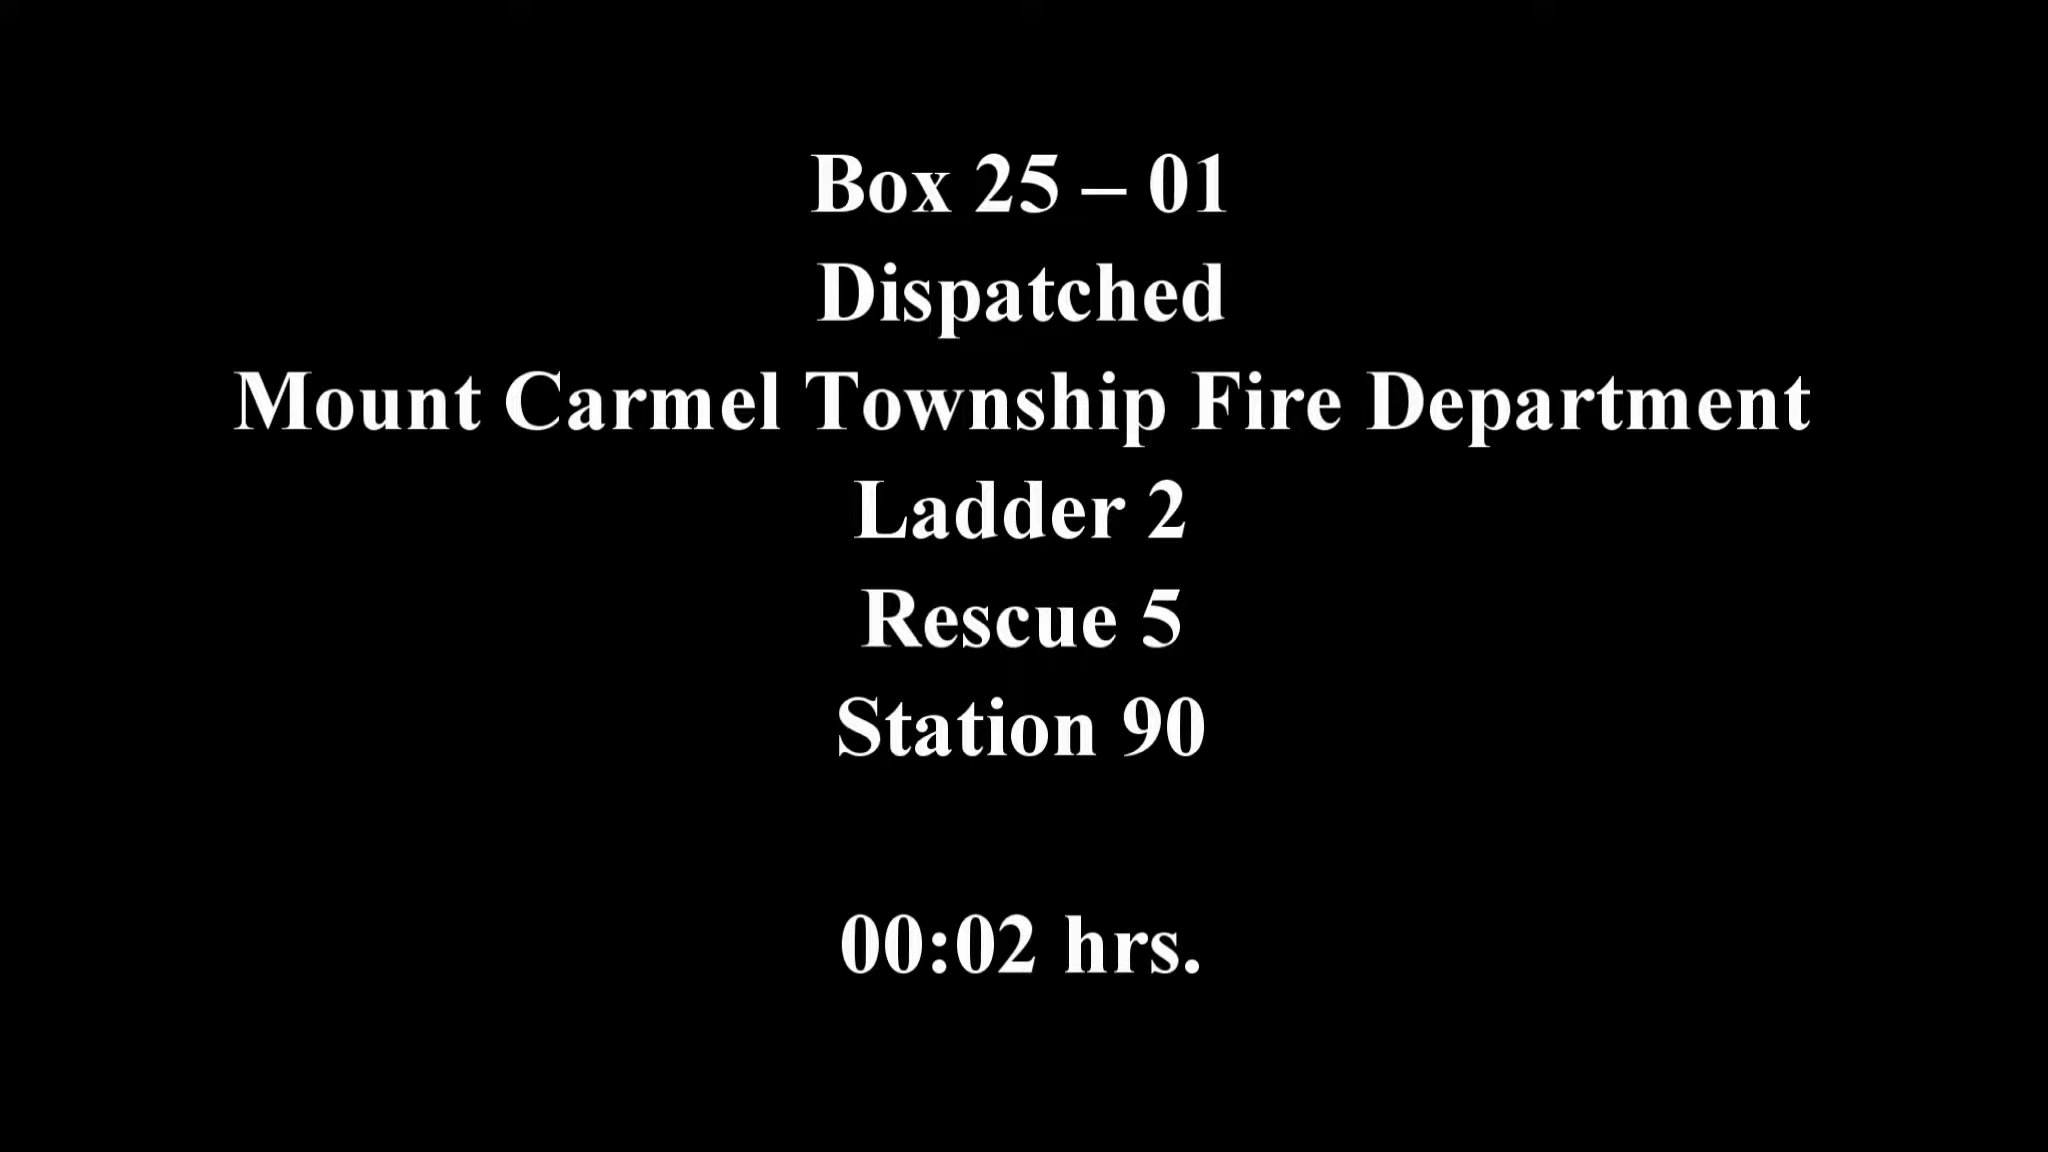 Box 25 – 01
Dispatched
Mount Carmel Township Fire Department
Ladder 2
Rescue 5
Station 90
00:02 hrs.